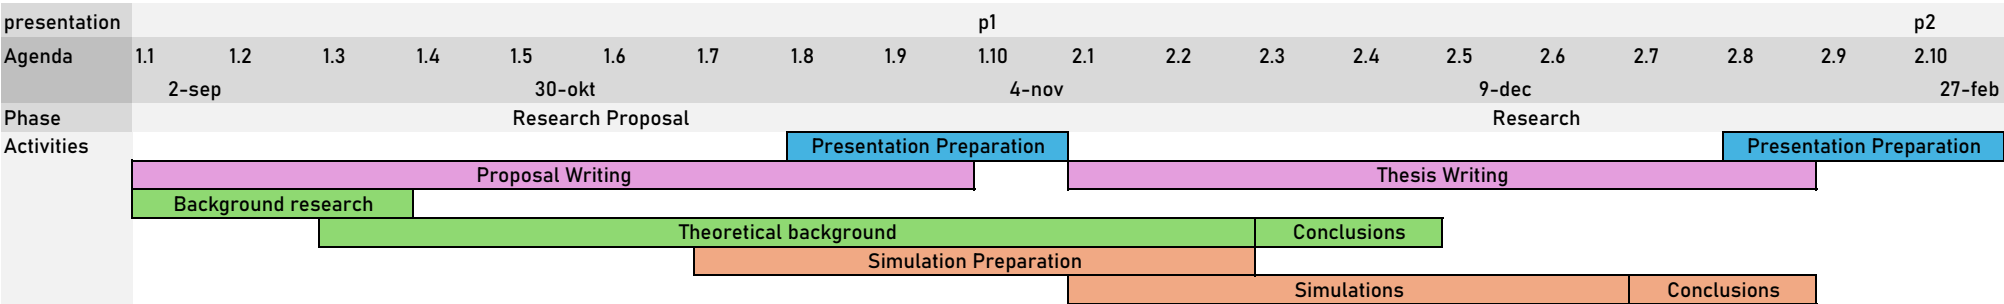 presentation p1 p2
Agenda 1.1 1.2 1.3 1.4 1.5 1.6 1.7 1.8 1.9 1.10 2.1 2.2 2.3 2.4 2.5 2.6 2.7 2.8 2.9 2.10
2-sep 30-okt 4-nov 9-dec 27-feb
Phase Research Proposal Research
Activities Presentation Preparation Presentation Preparation
Proposal Writing Thesis Writing
Background research
Theoretical background Conclusions
Simulation Preparation
Simulations Conclusions